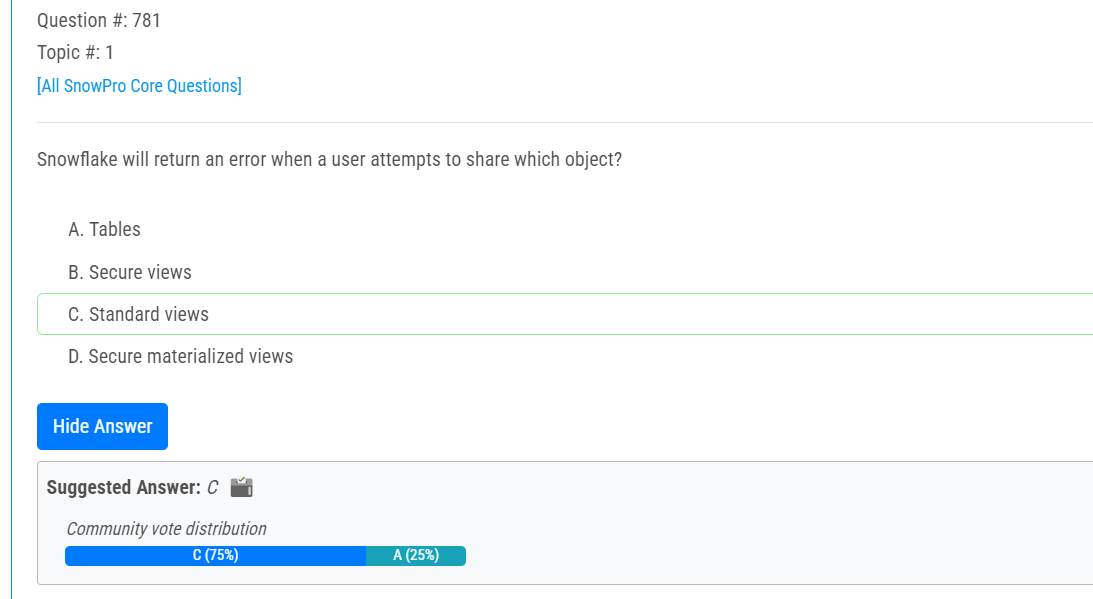 Question #: 781
Topic #: 1
[All SnowPro Core Questions]
Snowflake will return an error when a user attempts to share which object?
A. Tables
B. Secure views
C. Standard views
D. Secure materialized views
Hide Answer
Suggested Answer: C
Community vote distribution
C (75%) A (25%)